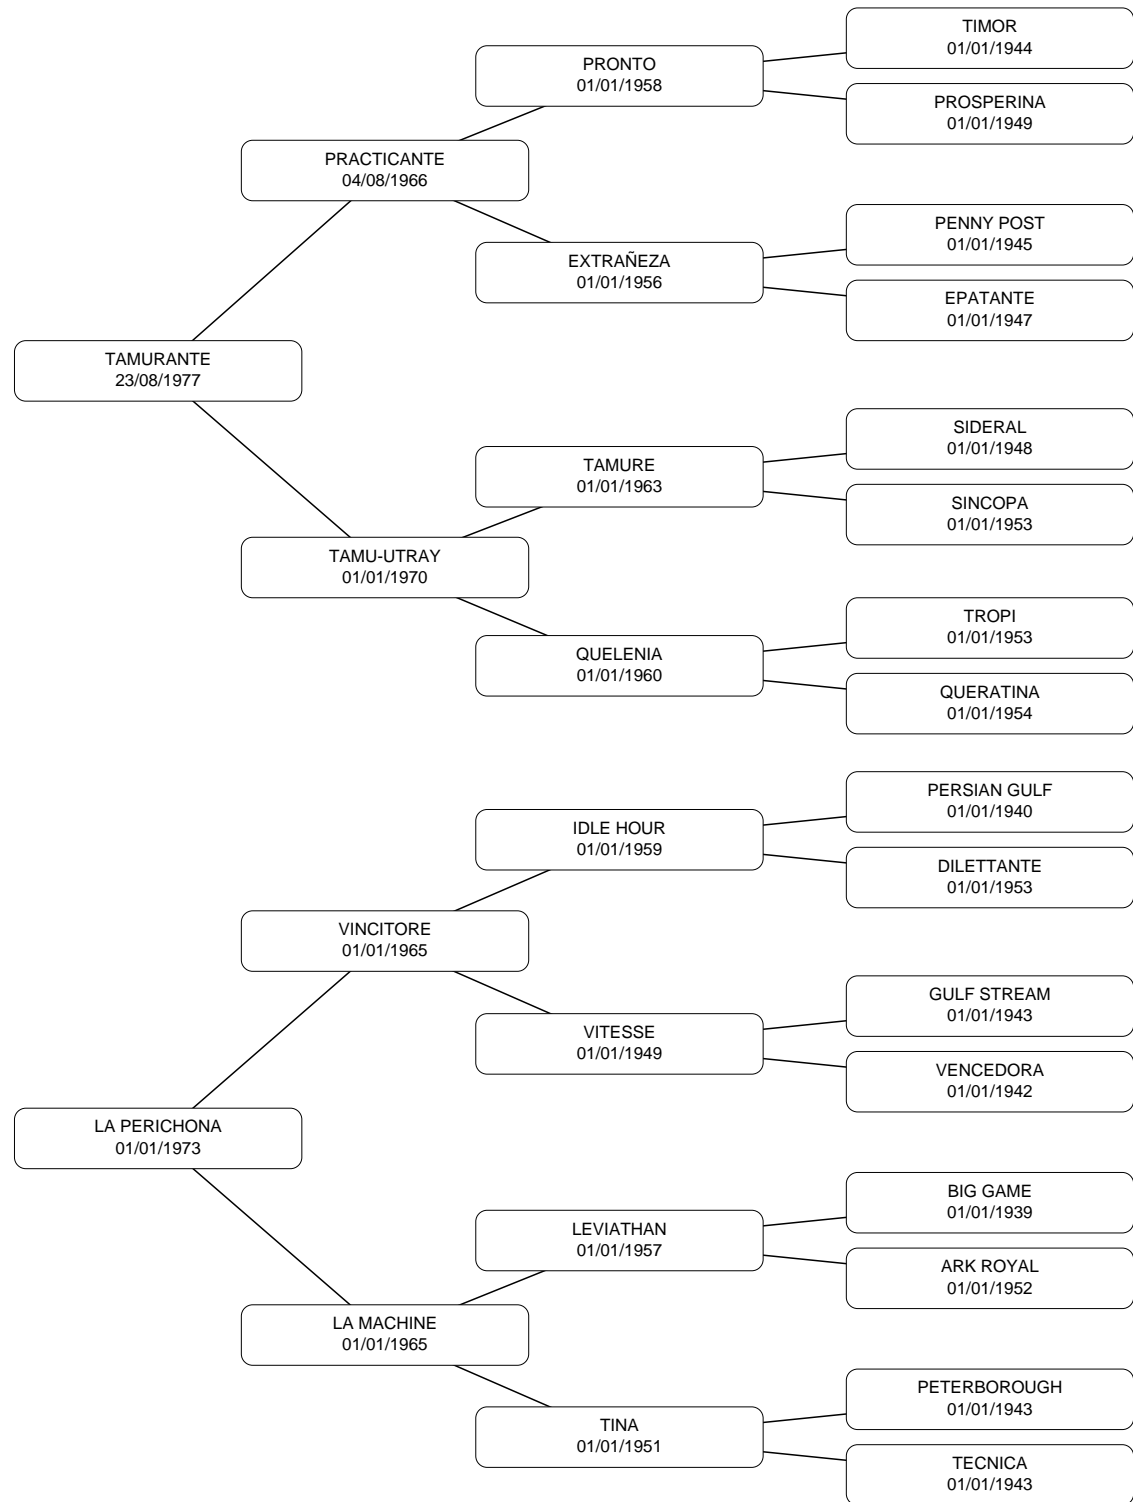 TIMOR
01/01/1944
PRONTO
01/01/1958
PROSPERINA
01/01/1949
PRACTICANTE
04/08/1966
PENNY POST
01/01/1945
EXTRAÑEZA
01/01/1956
EPATANTE
01/01/1947
TAMURANTE
23/08/1977
SIDERAL
01/01/1948
TAMURE
01/01/1963
SINCOPA
01/01/1953
TAMU-UTRAY
01/01/1970
TROPI
01/01/1953
QUELENIA
01/01/1960
QUERATINA
01/01/1954
PERSIAN GULF
01/01/1940
IDLE HOUR
01/01/1959
DILETTANTE
01/01/1953
VINCITORE
01/01/1965
GULF STREAM
01/01/1943
VITESSE
01/01/1949
VENCEDORA
01/01/1942
LA PERICHONA
01/01/1973
BIG GAME
01/01/1939
LEVIATHAN
01/01/1957
ARK ROYAL
01/01/1952
LA MACHINE
01/01/1965
PETERBOROUGH
01/01/1943
TINA
01/01/1951
TECNICA
01/01/1943